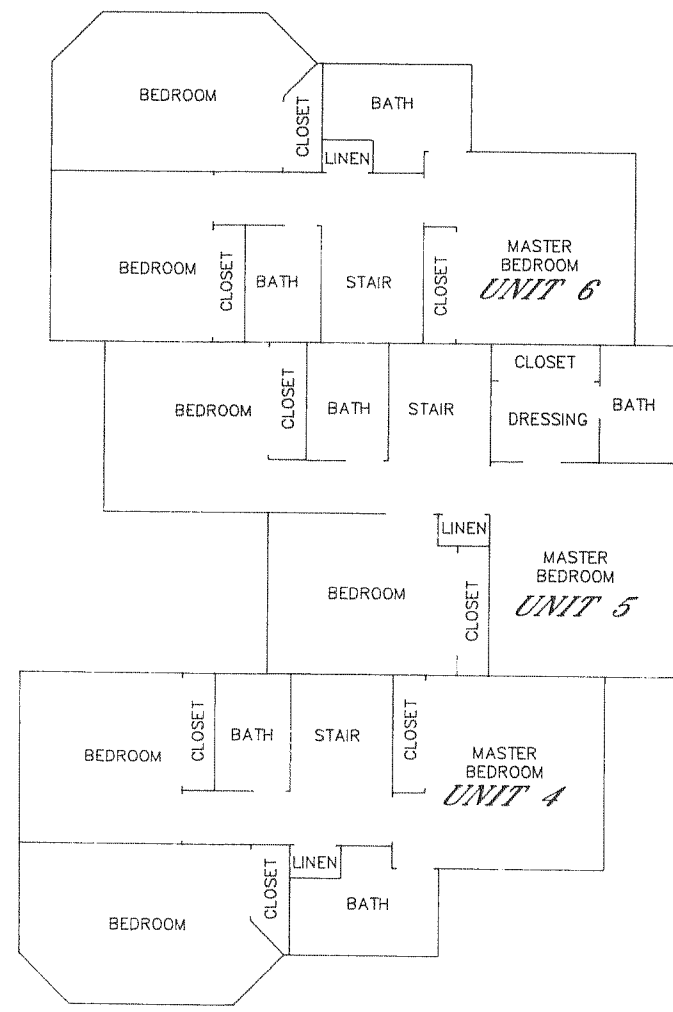 BEDROOM
CLOSET
BATH
LINEN
BEDROOM
CLOSET
BATH
STAIR
CLOSET
MASTER
BEDROOM
UNIT 6
BEDROOM
CLOSET
BATH
STAIR
CLOSET
DRESSING
BATH
LINEN
BEDROOM
CLOSET
MASTER
BEDROOM
UNIT 5
BEDROOM
CLOSET
BATH
STAIR
CLOSET
MASTER
BEDROOM
UNIT 4
BEDROOM
CLOSET
LINEN
BATH